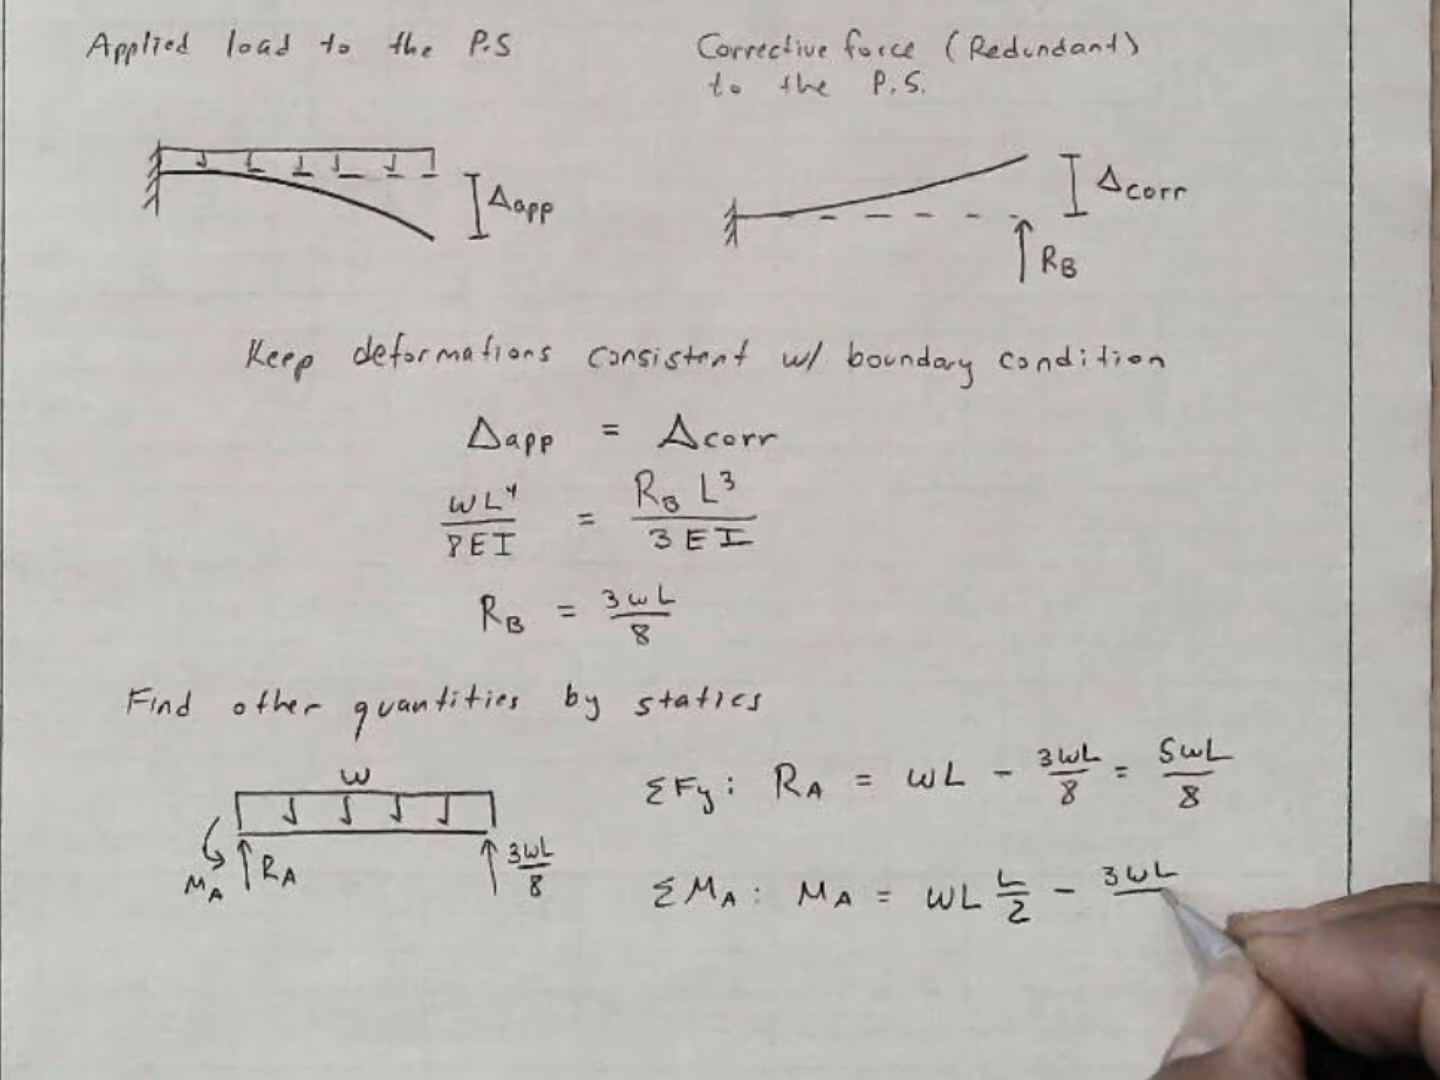 Applied load to the P.S
Corrective force (Redundant)
to the P.S.
Δapp
Δcorr
RB
Keep deformations consistent w/ boundary condition
Δapp = Δcorr
wL⁴/8EI = RB L³/3EI
RB = 3wL/8
Find other quantities by statics
w
MA
RA
3wL/8
ΣFy: RA = wL - 3wL/8 = 5wL/8
ΣMA: MA = wL L/2 - 3wL